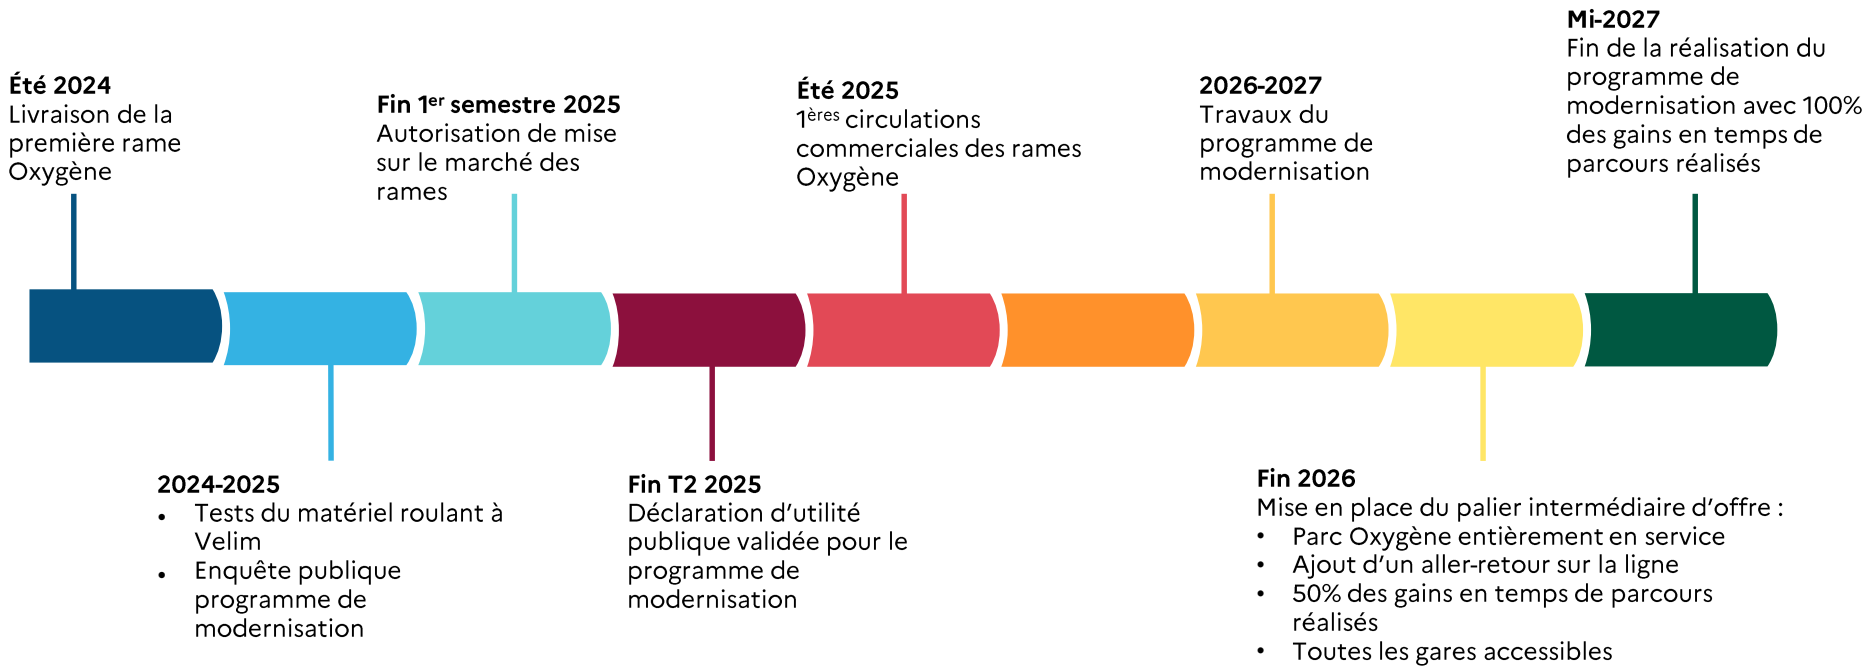 Été 2024
Livraison de la
première rame
Oxygène
2024-2025
• Tests du matériel roulant à
Velim
• Enquête publique
programme de
modernisation
Fin 1er semestre 2025
Autorisation de mise
sur le marché des
rames
Fin T2 2025
Déclaration d’utilité
publique validée pour le
programme de
modernisation
Été 2025
1ères circulations
commerciales des rames
Oxygène
2026-2027
Travaux du
programme de
modernisation
Fin 2026
Mise en place du palier intermédiaire d’offre :
• Parc Oxygène entièrement en service
• Ajout d’un aller-retour sur la ligne
• 50% des gains en temps de parcours
réalisés
• Toutes les gares accessibles
Mi-2027
Fin de la réalisation du
programme de
modernisation avec 100%
des gains en temps de
parcours réalisés